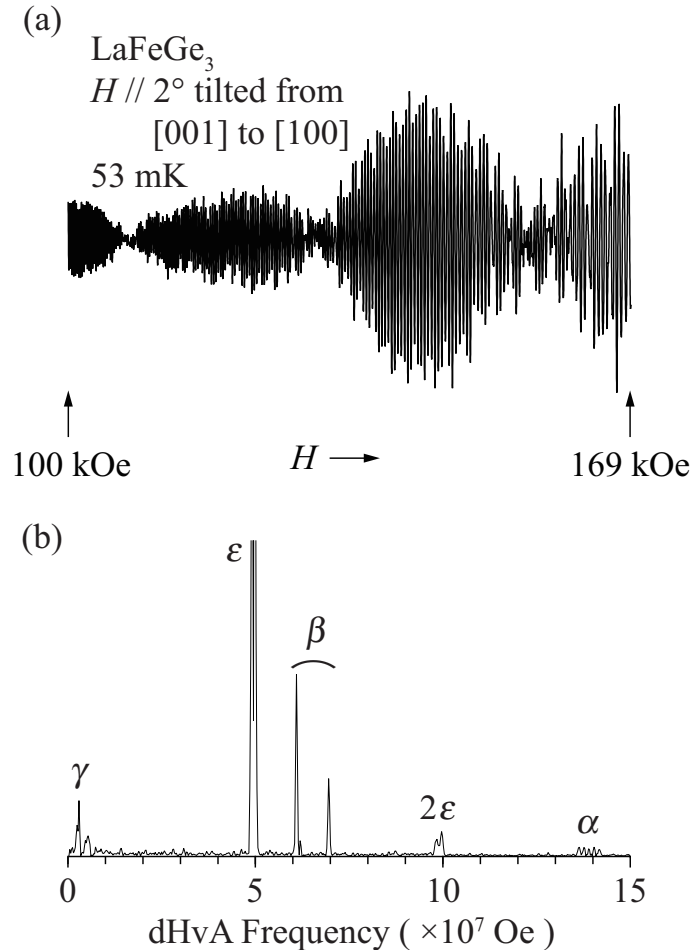 (a)
LaFeGe₃
H // 2° tilted from
[001] to [100]
53 mK
100 kOe H 169 kOe
(b)
ε
β
γ
2ε
α
0 5 10 15
dHvA Frequency ( ×10⁷ Oe )